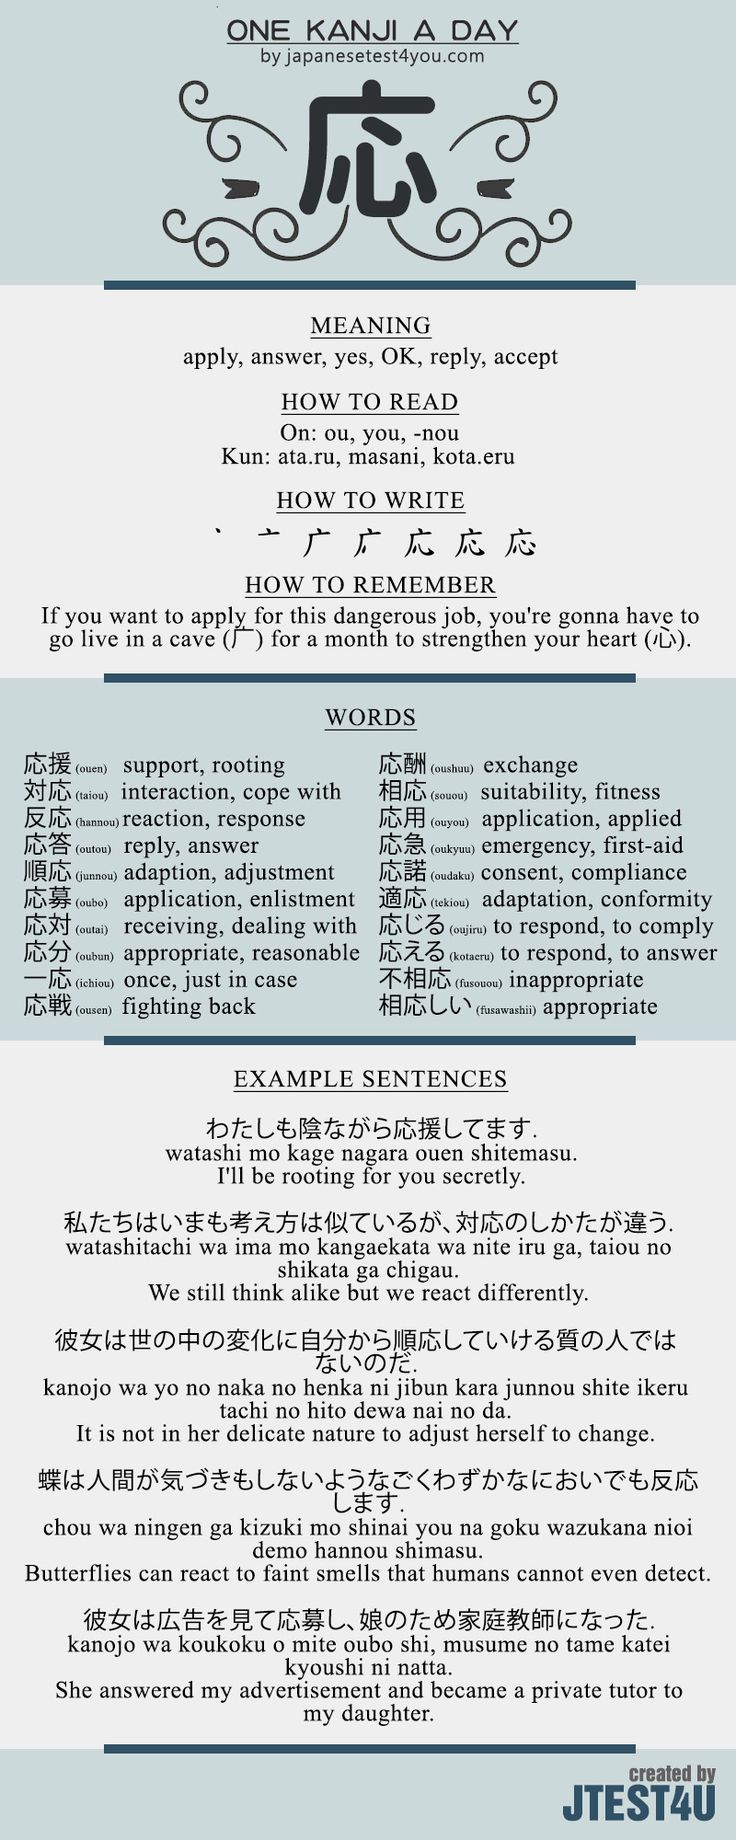 ONE KANJI A DAY
by japanesetest4you.com
応
MEANING
apply, answer, yes, OK, reply, accept
HOW TO READ
On: ou, you, -nou
Kun: ata.ru, masani, kota.eru
HOW TO WRITE
丶 亠 广 广 応 応 応
HOW TO REMEMBER
If you want to apply for this dangerous job, you're gonna have to
go live in a cave (广) for a month to strengthen your heart (心).
WORDS
応援 (ouen) support, rooting
対応 (taiou) interaction, cope with
反応 (hannou) reaction, response
応答 (outou) reply, answer
順応 (junnou) adaption, adjustment
応募 (oubo) application, enlistment
応対 (outai) receiving, dealing with
応分 (oubun) appropriate, reasonable
一応 (ichiou) once, just in case
応戦 (ousen) fighting back
応酬 (oushuu) exchange
相応 (souou) suitability, fitness
応用 (ouyou) application, applied
応急 (oukyuu) emergency, first-aid
応諾 (oudaku) consent, compliance
適応 (tekiou) adaptation, conformity
応じる (oujiru) to respond, to comply
応える (kotaeru) to respond, to answer
不相応 (fusouou) inappropriate
相応しい (fusawashii) appropriate
EXAMPLE SENTENCES
わたしも陰ながら応援してます.
watashi mo kage nagara ouen shitemasu.
I'll be rooting for you secretly.
私たちはいまも考え方は似ているが、対応のしかたが違う.
watashitachi wa ima mo kangaekata wa nite iru ga, taiou no
shikata ga chigau.
We still think alike but we react differently.
彼女は世の中の変化に自分から順応していける質の人では
ないのだ.
kanojo wa yo no naka no henka ni jibun kara junnou shite ikeru
tachi no hito dewa nai no da.
It is not in her delicate nature to adjust herself to change.
蝶は人間が気づきもしないようなごくわずかなにおいでも反応
します.
chou wa ningen ga kizuki mo shinai you na goku wazukana nioi
demo hannou shimasu.
Butterflies can react to faint smells that humans cannot even detect.
彼女は広告を見て応募し、娘のため家庭教師になった.
kanojo wa koukoku o mite oubo shi, musume no tame katei
kyoushi ni natta.
She answered my advertisement and became a private tutor to
my daughter.
created by
JTEST4U